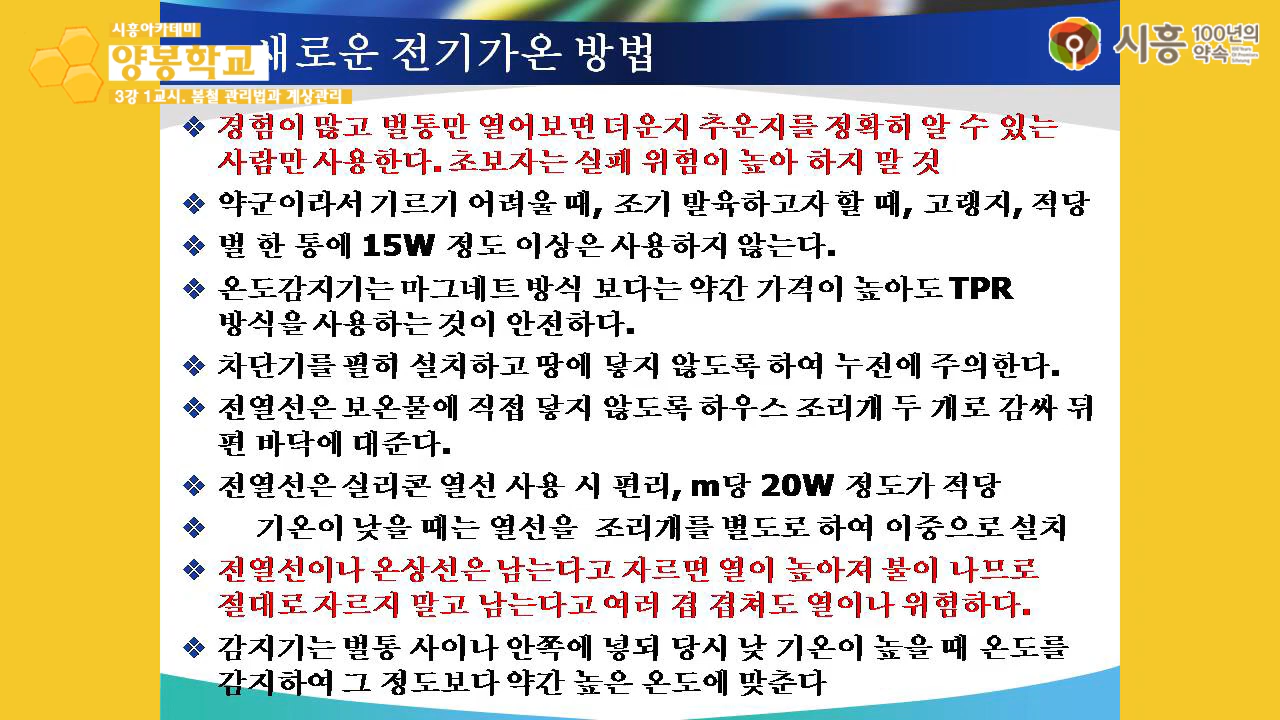 시흥아카데미
양봉학교
3강 1교시. 봄철 관리법과 계상관리
새로운 전기가온 방법
시흥 100년의 약속
❖ 경험이 많고 벌통만 열어보면 더운지 추운지를 정확히 알 수 있는
사람만 사용한다. 초보자는 실패 위험이 높아 하지 말 것
❖ 약군이라서 기르기 어려울 때, 조기 발육하고자 할 때, 고랭지, 적당
❖ 벌 한 통에 15W 정도 이상은 사용하지 않는다.
❖ 온도감지기는 마그네트 방식 보다는 약간 가격이 높아도 TPR
방식을 사용하는 것이 안전하다.
❖ 차단기를 필히 설치하고 땅에 닿지 않도록 하여 누전에 주의한다.
❖ 전열선은 보온물에 직접 닿지 않도록 하우스 조리개 두 개로 감싸 뒤
편 바닥에 대준다.
❖ 전열선은 실리콘 열선 사용 시 편리, m당 20W 정도가 적당
❖ 기온이 낮을 때는 열선을 조리개를 별도로 하여 이중으로 설치
❖ 전열선이나 온상선은 남는다고 자르면 열이 높아져 불이 나므로
절대로 자르지 말고 남는다고 여러 겹 겹쳐도 열이나 위험하다.
❖ 감지기는 벌통 사이나 안쪽에 넣되 당시 낮 기온이 높을 때 온도를
감지하여 그 정도보다 약간 높은 온도에 맞춘다